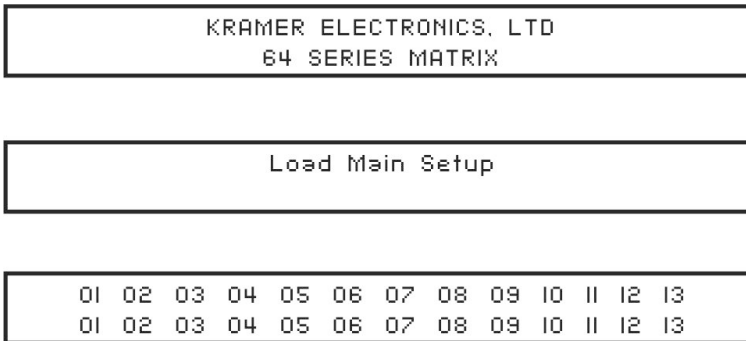 KRAMER ELECTRONICS, LTD
64 SERIES MATRIX
Load Main Setup
01 02 03 04 05 06 07 08 09 10 11 12 13
01 02 03 04 05 06 07 08 09 10 11 12 13